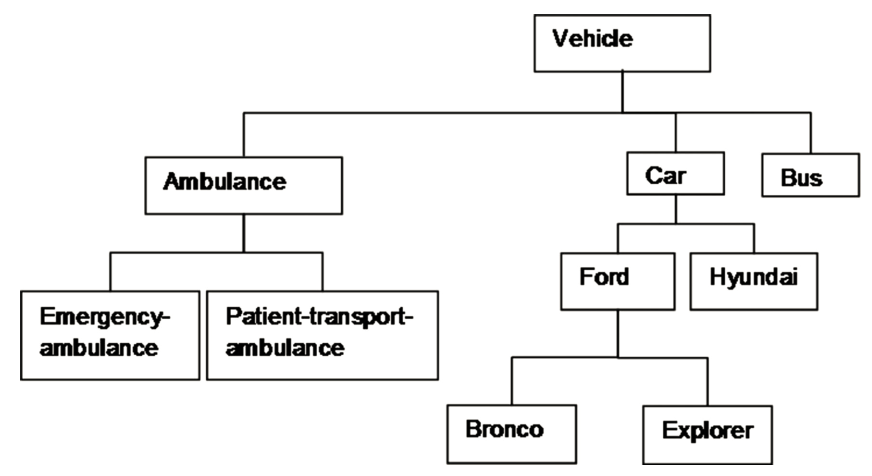 Vehicle
Ambulance
Car
Bus
Ford
Hyundai
Emergency-
ambulance
Patient-transport-
ambulance
Bronco
Explorer